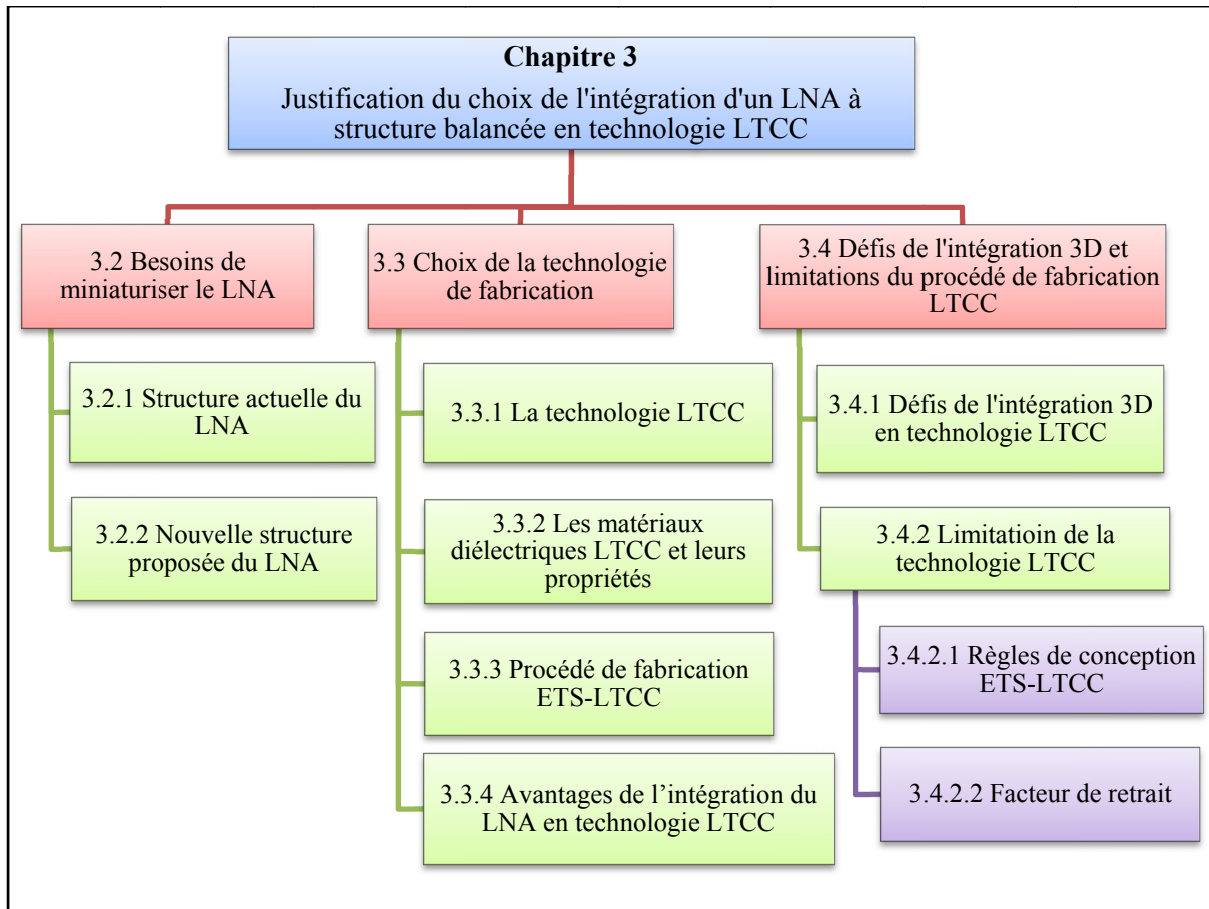 Chapitre 3
Justification du choix de l'intégration d'un LNA à
structure balancée en technologie LTCC
3.2 Besoins de
miniaturiser le LNA
3.2.1 Structure actuelle du
LNA
3.2.2 Nouvelle structure
proposée du LNA
3.3 Choix de la technologie
de fabrication
3.3.1 La technologie LTCC
3.3.2 Les matériaux
diélectriques LTCC et leurs
propriétés
3.3.3 Procédé de fabrication
ETS-LTCC
3.3.4 Avantages de l’intégration du
LNA en technologie LTCC
3.4 Défis de l'intégration 3D et
limitations du procédé de fabrication
LTCC
3.4.1 Défis de l'intégration 3D
en technologie LTCC
3.4.2 Limitatioin de la
technologie LTCC
3.4.2.1 Règles de conception
ETS-LTCC
3.4.2.2 Facteur de retrait